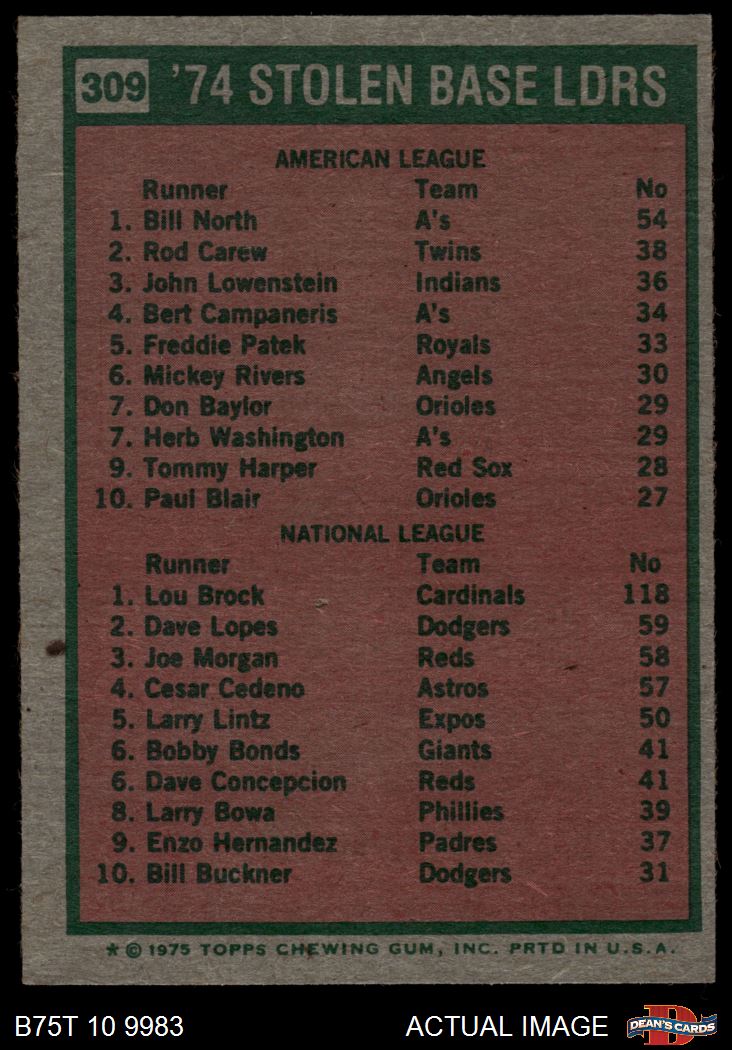 309 '74 STOLEN BASE LDRS
AMERICAN LEAGUE
Runner Team No
1. Bill North A's 54
2. Rod Carew Twins 38
3. John Lowenstein Indians 36
4. Bert Campaneris A's 34
5. Freddie Patek Royals 33
6. Mickey Rivers Angels 30
7. Don Baylor Orioles 29
7. Herb Washington A's 29
9. Tommy Harper Red Sox 28
10. Paul Blair Orioles 27
NATIONAL LEAGUE
Runner Team No
1. Lou Brock Cardinals 118
2. Dave Lopes Dodgers 59
3. Joe Morgan Reds 58
4. Cesar Cedeno Astros 57
5. Larry Lintz Expos 50
6. Bobby Bonds Giants 41
6. Dave Concepcion Reds 41
8. Larry Bowa Phillies 39
9. Enzo Hernandez Padres 37
10. Bill Buckner Dodgers 31
* © 1975 TOPPS CHEWING GUM, INC. PRTD IN U.S.A.
B75T 10 9983 ACTUAL IMAGE D DEAN'S CARDS